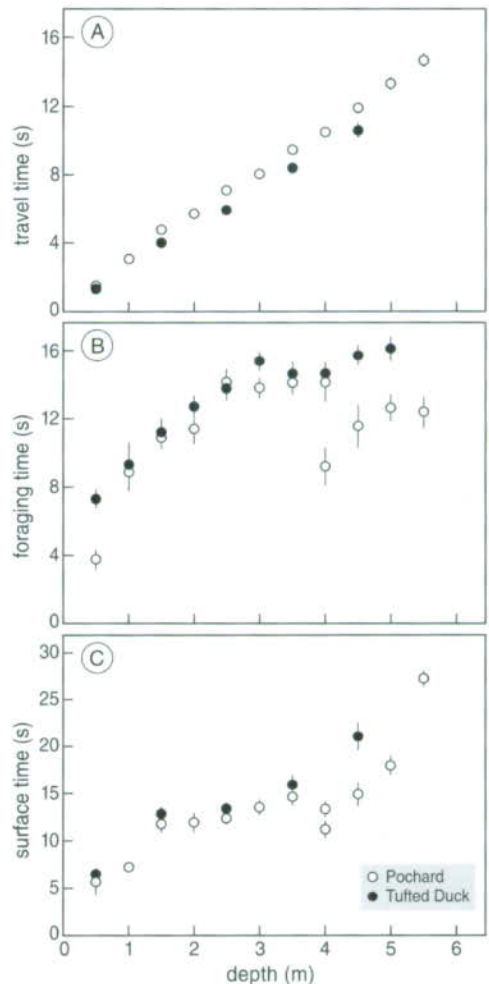 A
16
12
8
4
0
travel time (s)
B
16
12
8
4
0
foraging time (s)
C
30
25
20
15
10
5
0
surface time (s)
Pochard
Tufted Duck
0 1 2 3 4 5 6
depth (m)